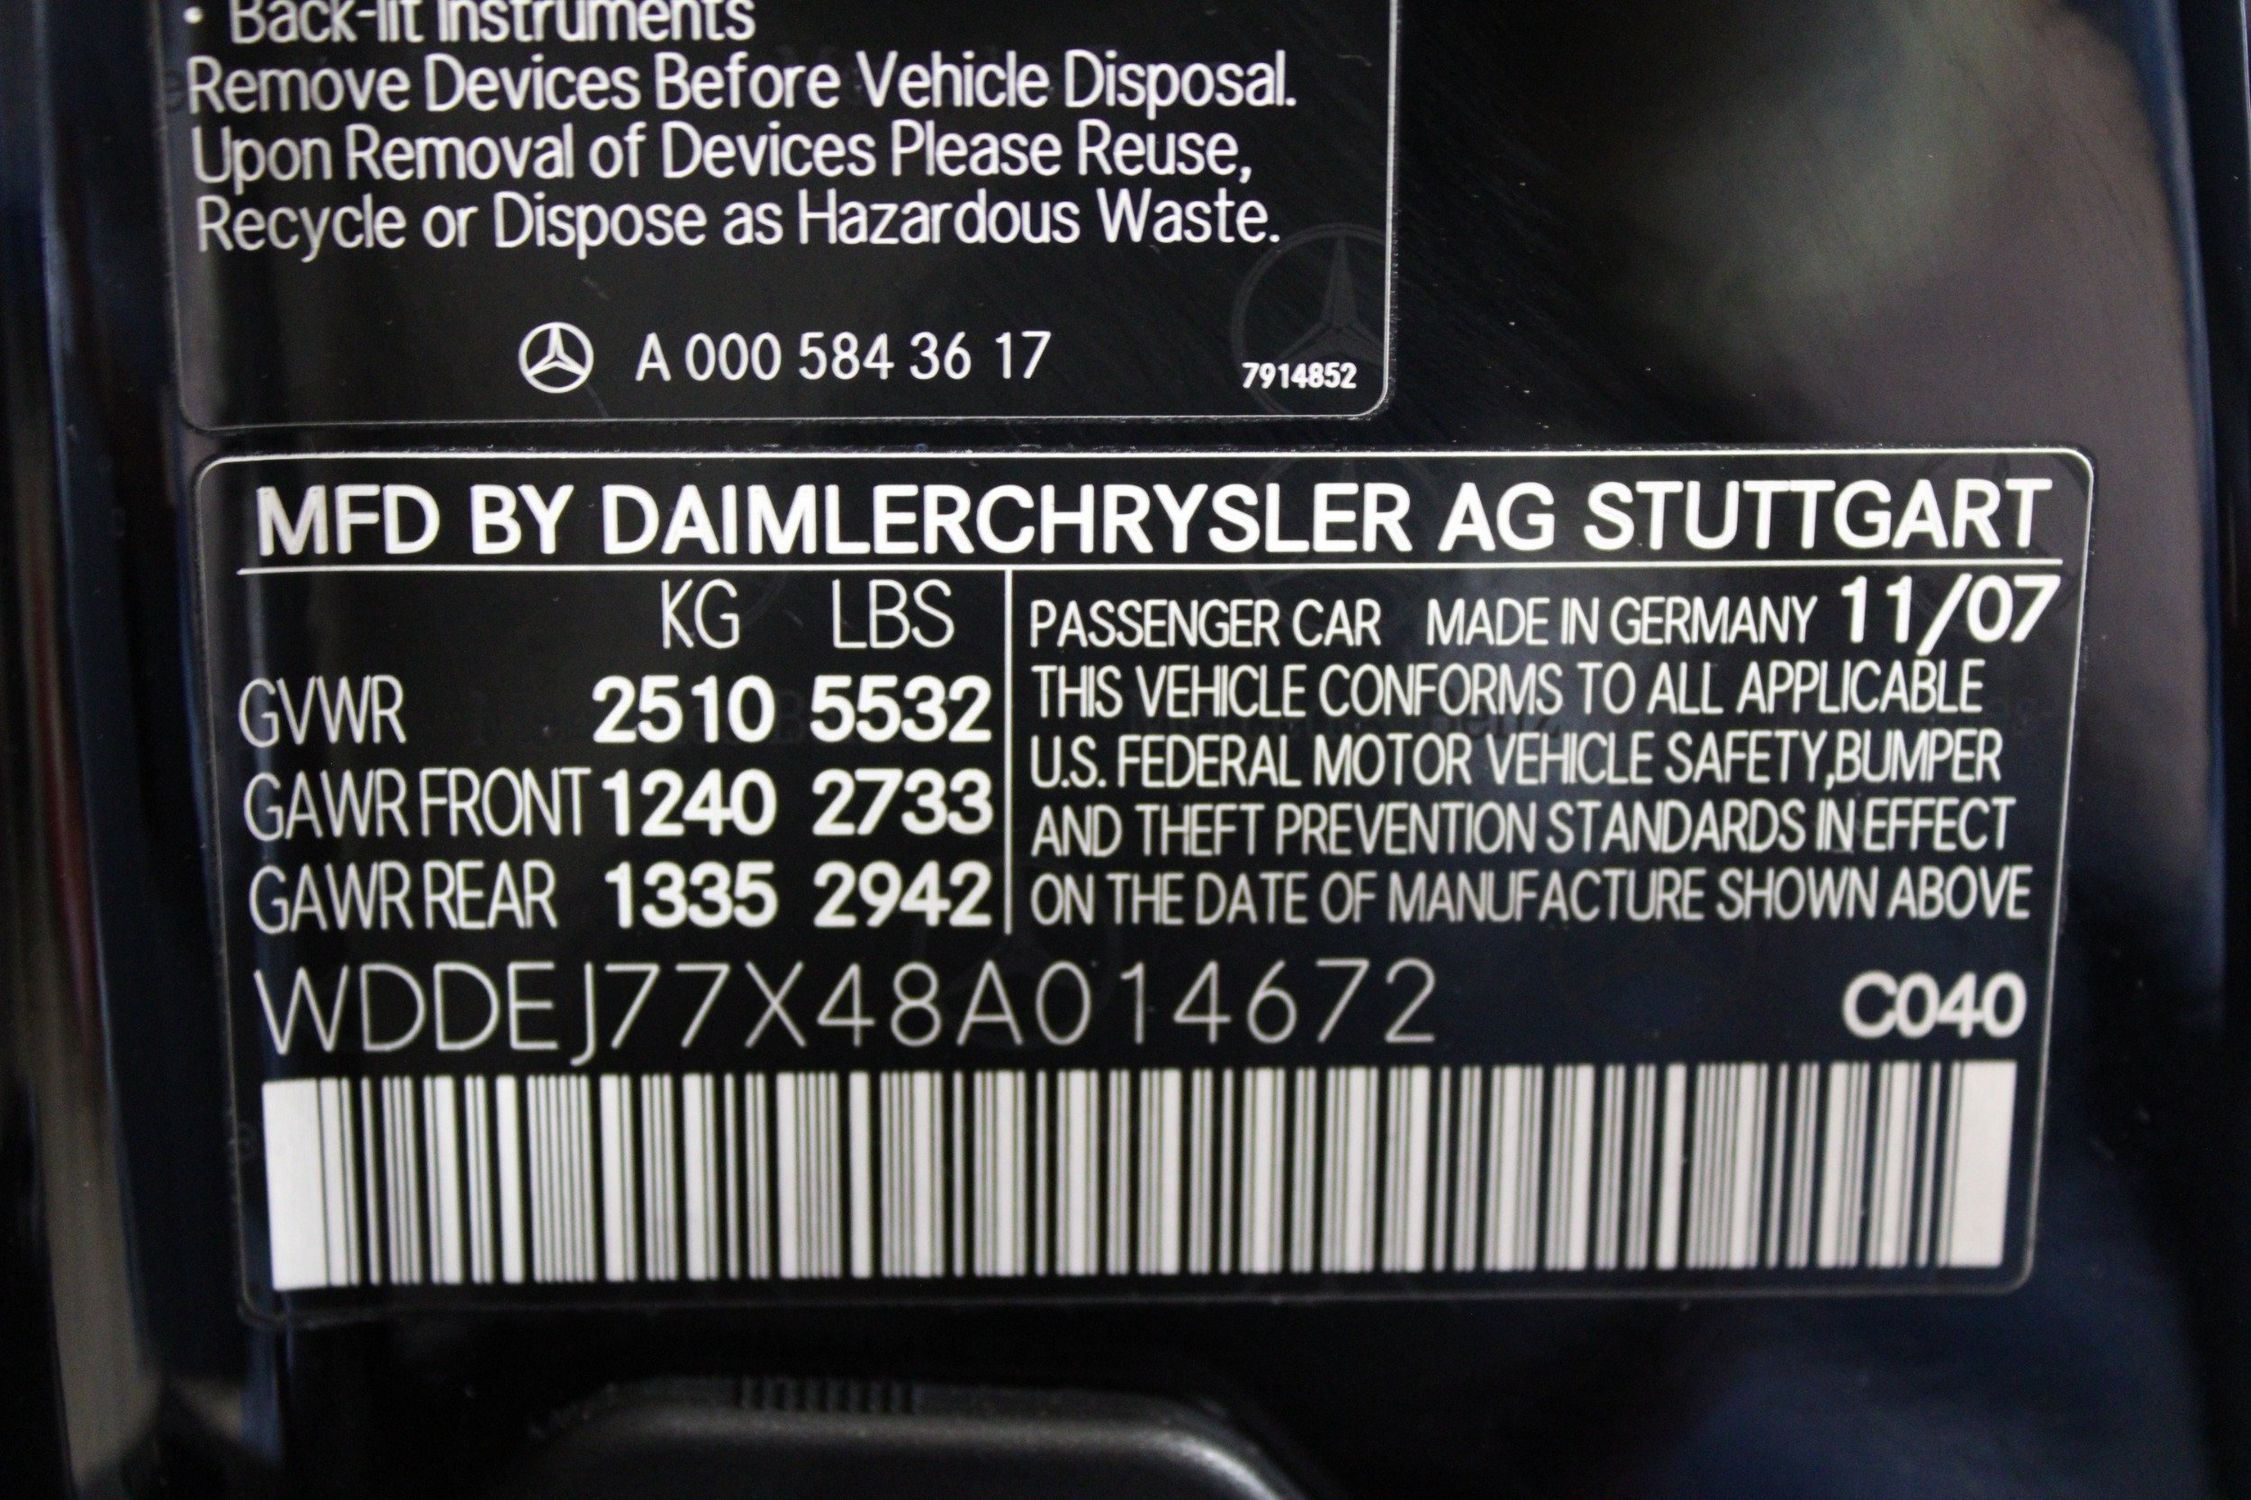 • Back-lit Instruments
Remove Devices Before Vehicle Disposal.
Upon Removal of Devices Please Reuse,
Recycle or Dispose as Hazardous Waste.
A 000 584 36 17
7914852
MFD BY DAIMLERCHRYSLER AG STUTTGART
KG LBS
GVWR 2510 5532
GAWR FRONT 1240 2733
GAWR REAR 1335 2942
PASSENGER CAR MADE IN GERMANY 11/07
THIS VEHICLE CONFORMS TO ALL APPLICABLE
U.S. FEDERAL MOTOR VEHICLE SAFETY,BUMPER
AND THEFT PREVENTION STANDARDS IN EFFECT
ON THE DATE OF MANUFACTURE SHOWN ABOVE
WDDEJ77X48A014672
C040